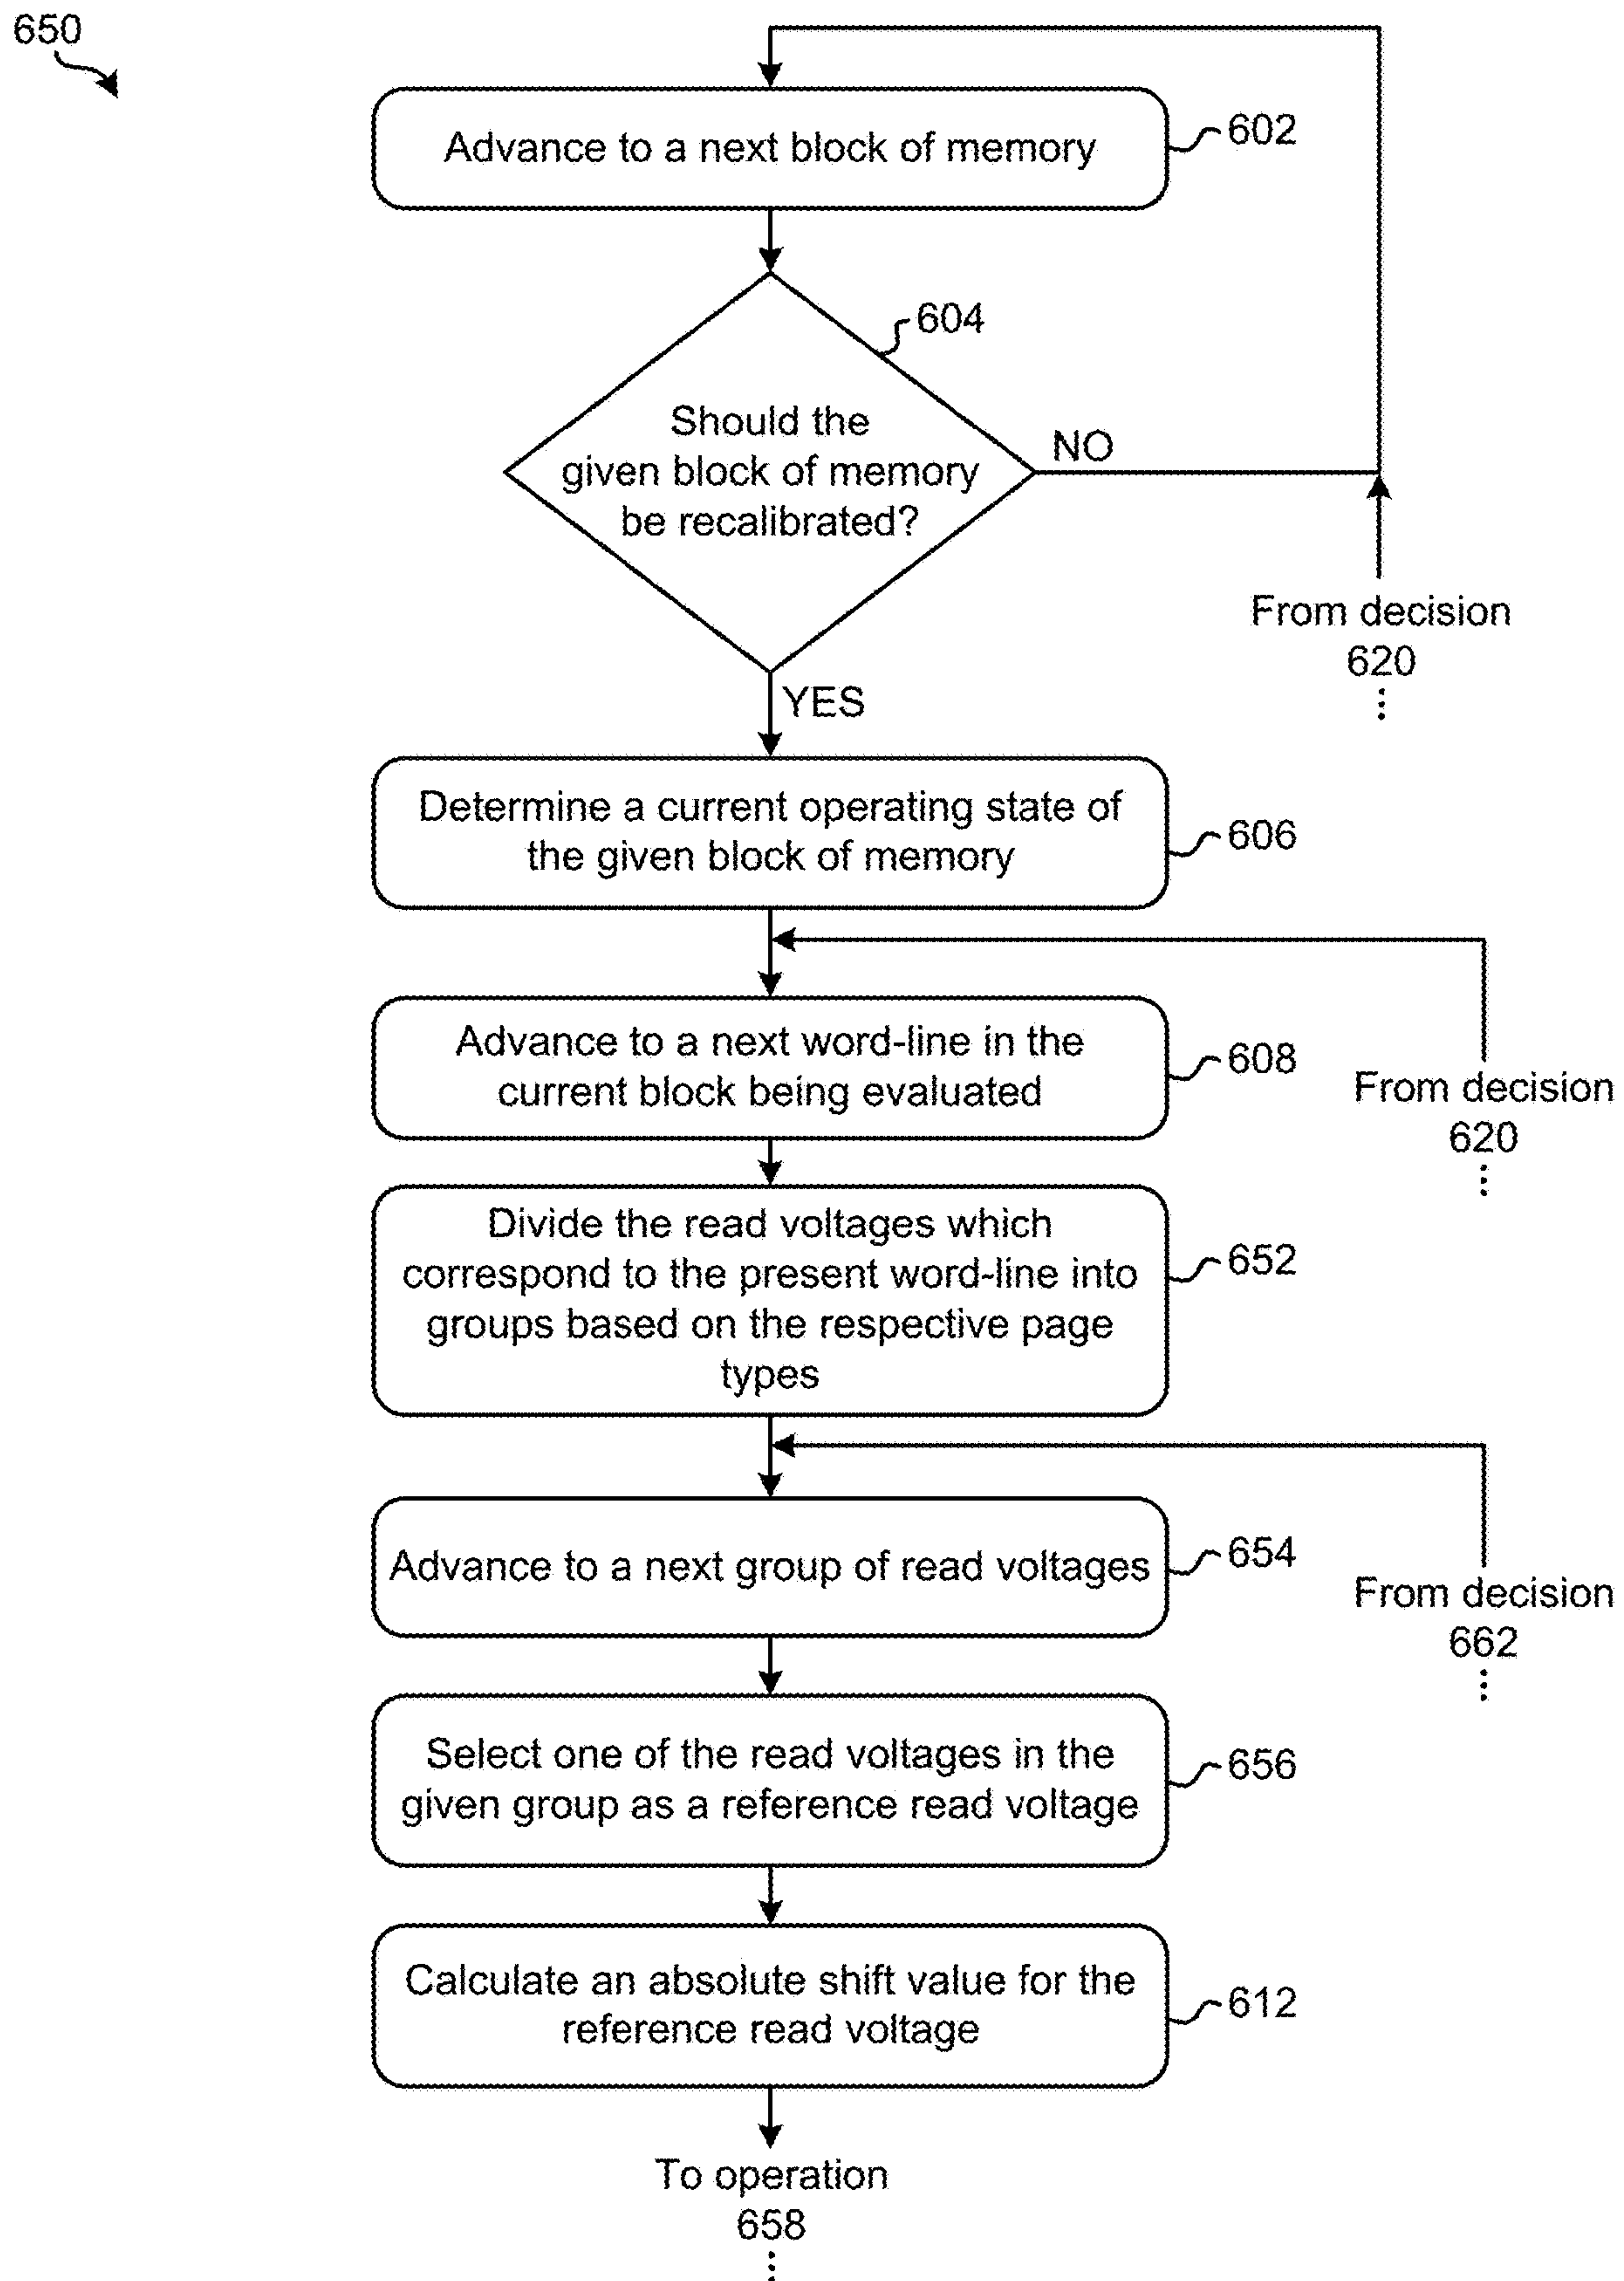 650
Advance to a next block of memory
602
604
Should the
given block of memory
be recalibrated?
NO
From decision
620
YES
Determine a current operating state of
the given block of memory
606
Advance to a next word-line in the
current block being evaluated
608
From decision
620
Divide the read voltages which
correspond to the present word-line into
groups based on the respective page
types
652
Advance to a next group of read voltages
654
From decision
662
Select one of the read voltages in the
given group as a reference read voltage
656
Calculate an absolute shift value for the
reference read voltage
612
To operation
658